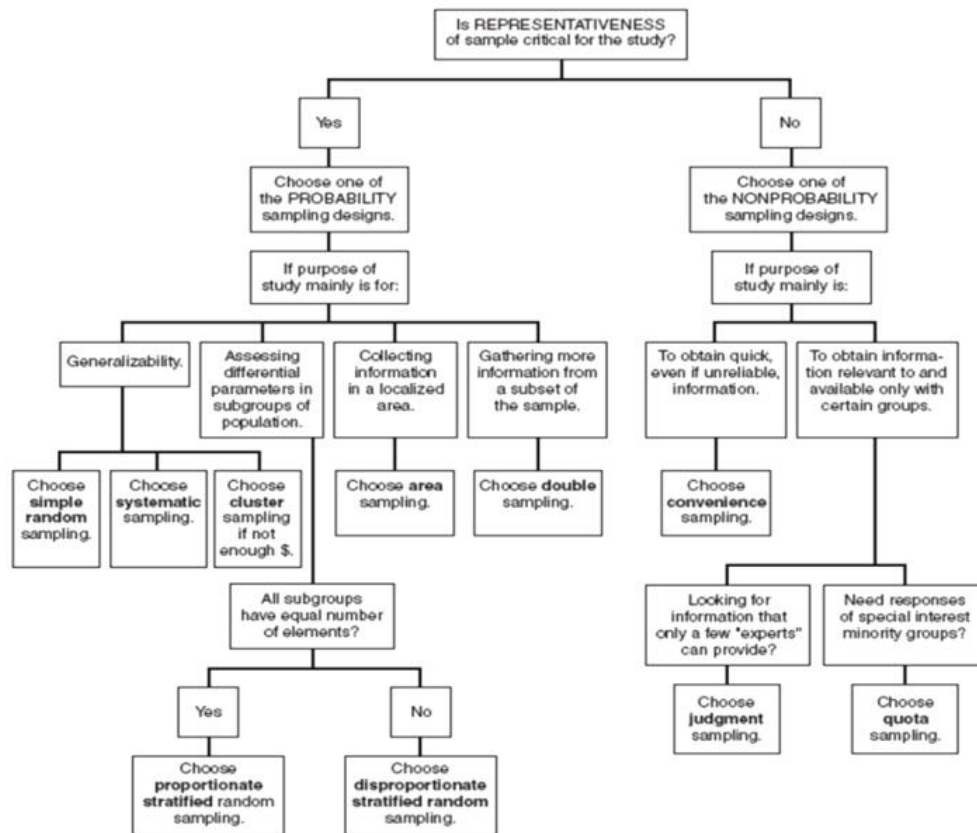 Is REPRESENTATIVENESS
of sample critical for the study?
Yes
No
Choose one of
the PROBABILITY
sampling designs.
Choose one of
the NONPROBABILITY
sampling designs.
If purpose of
study mainly is for:
If purpose of
study mainly is:
Generalizability.
Assessing
differential
parameters in
subgroups of
population.
Collecting
information
in a localized
area.
Gathering more
information from
a subset of
the sample.
To obtain quick,
even if unreliable,
information.
To obtain informa-
tion relevant to and
available only with
certain groups.
Choose
simple
random
sampling.
Choose
systematic
sampling.
Choose
cluster
sampling
if not
enough $.
Choose area
sampling.
Choose double
sampling.
Choose
convenience
sampling.
All subgroups
have equal number
of elements?
Looking for
information that
only a few "experts"
can provide?
Need responses
of special interest
minority groups?
Yes
No
Choose
judgment
sampling.
Choose
quota
sampling.
Choose
proportionate
stratified random
sampling.
Choose
disproportionate
stratified random
sampling.